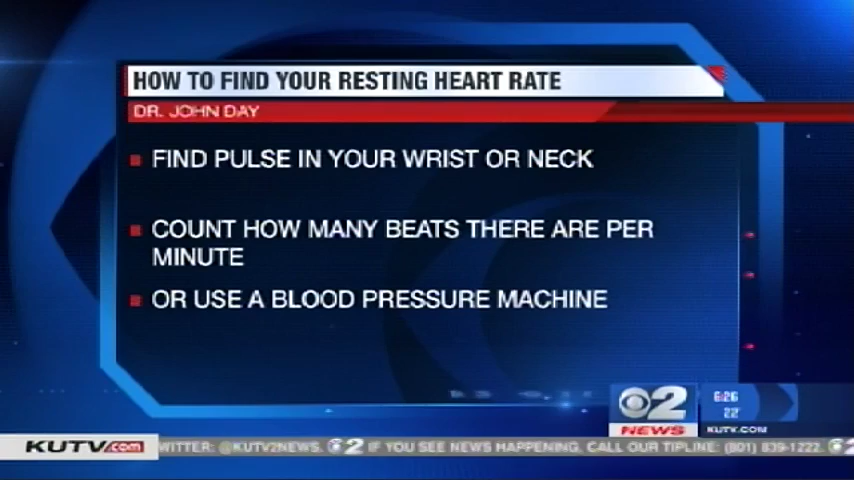 HOW TO FIND YOUR RESTING HEART RATE
DR. JOHN DAY
FIND PULSE IN YOUR WRIST OR NECK
COUNT HOW MANY BEATS THERE ARE PER
MINUTE
OR USE A BLOOD PRESSURE MACHINE
2
NEWS
6:26
22°
KUTV.COM
KUTV.com
WITTER: @KUTV2NEWS. 2 IF YOU SEE NEWS HAPPENING, CALL OUR TIPLINE: (801) 839-1222. 2